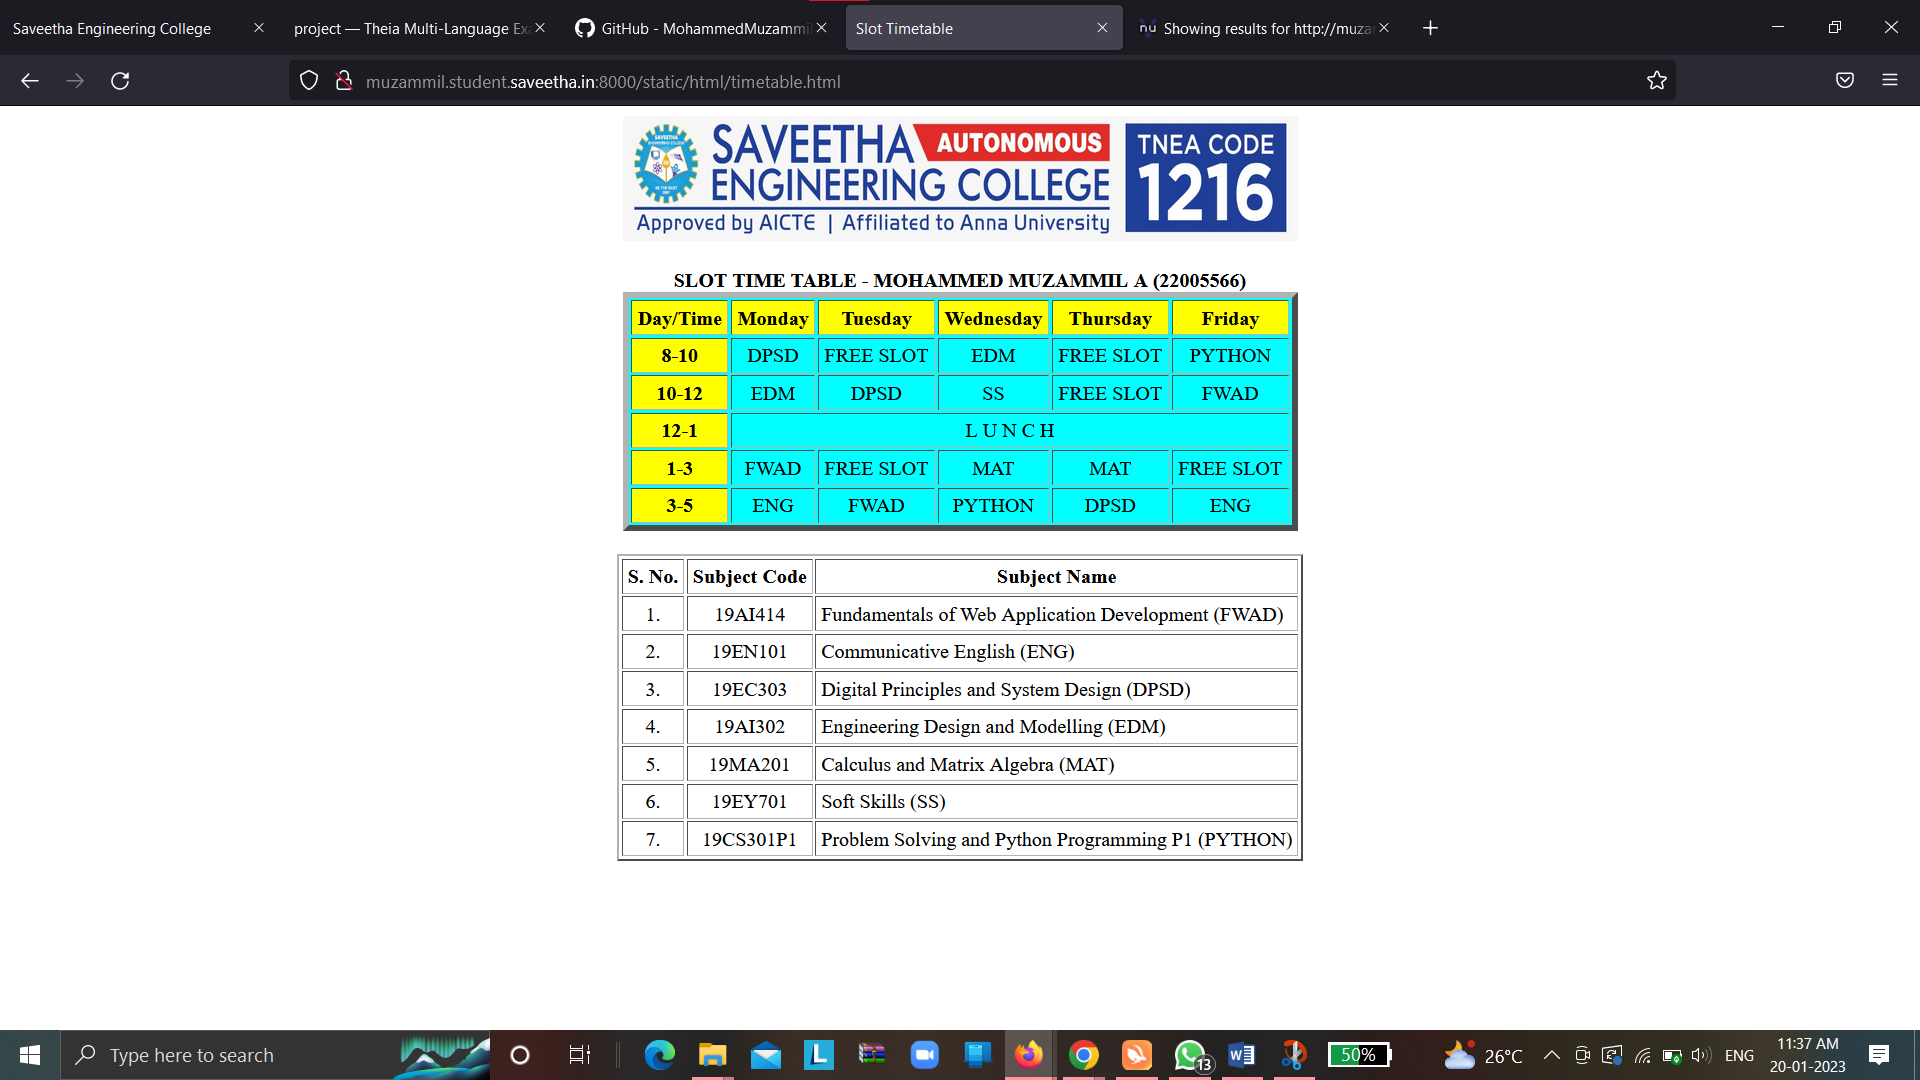 Saveetha Engineering College
project — Theia Multi-Language Ex
GitHub - MohammedMuzammil
Slot Timetable
Showing results for http://muza
muzammil.student.saveetha.in:8000/static/html/timetable.html
SAVEETHA AUTONOMOUS
ENGINEERING COLLEGE
Approved by AICTE | Affiliated to Anna University
TNEA CODE
1216
SLOT TIME TABLE - MOHAMMED MUZAMMIL A (22005566)
Day/Time Monday Tuesday Wednesday Thursday Friday
8-10 DPSD FREE SLOT EDM FREE SLOT PYTHON
10-12 EDM DPSD SS FREE SLOT FWAD
12-1 L U N C H
1-3 FWAD FREE SLOT MAT MAT FREE SLOT
3-5 ENG FWAD PYTHON DPSD ENG
S. No. Subject Code Subject Name
1. 19AI414 Fundamentals of Web Application Development (FWAD)
2. 19EN101 Communicative English (ENG)
3. 19EC303 Digital Principles and System Design (DPSD)
4. 19AI302 Engineering Design and Modelling (EDM)
5. 19MA201 Calculus and Matrix Algebra (MAT)
6. 19EY701 Soft Skills (SS)
7. 19CS301P1 Problem Solving and Python Programming P1 (PYTHON)
Type here to search
13
50%
26°C
ENG
11:37 AM
20-01-2023